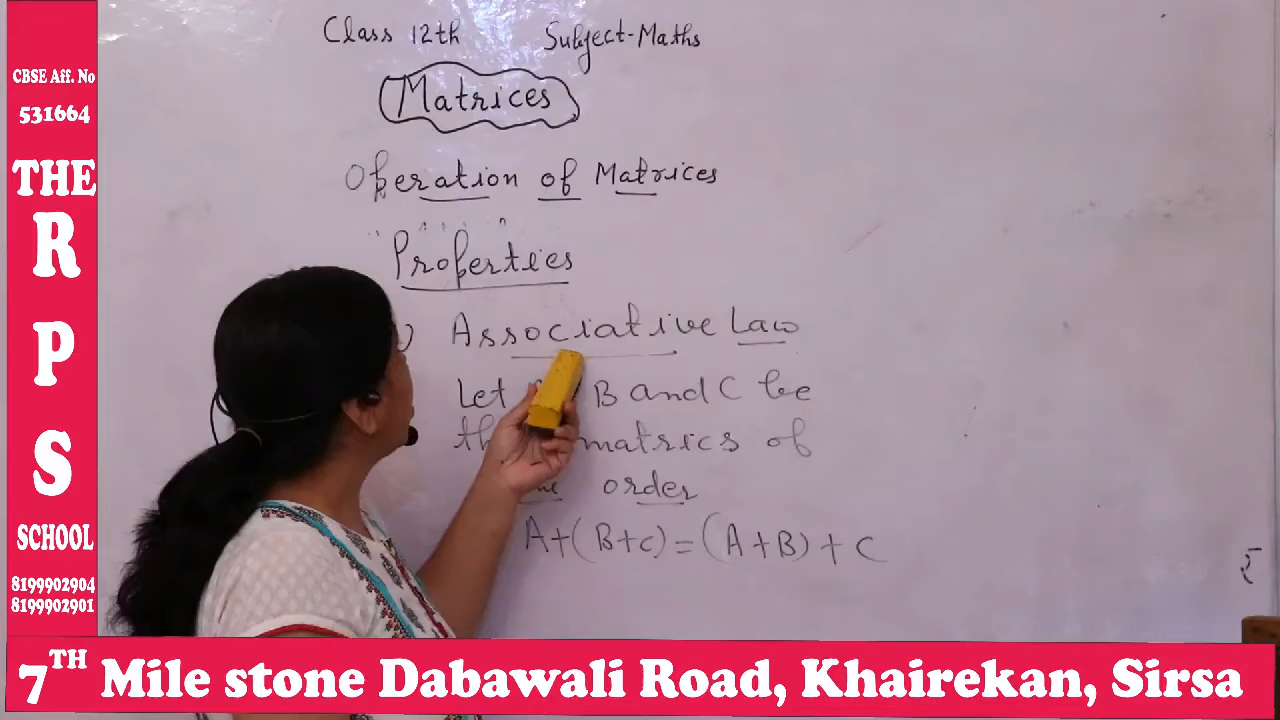 CBSE Aff. No
531664
THE
R
P
S
SCHOOL
8199902904
8199902901
Class 12th Subject-Maths
Matrices
Operation of Matrices
Properties
Associative Law
Let B and C be
matrics of
order
A+(B+C)=(A+B)+C
7TH Mile stone Dabawali Road, Khairekan, Sirsa